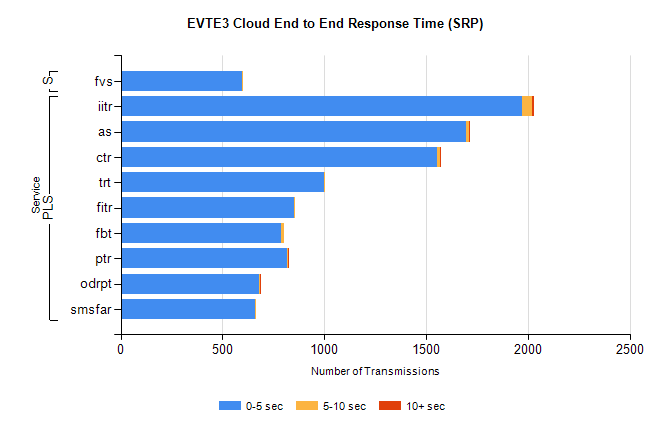 EVTE3 Cloud End to End Response Time (SRP)
S
fvs
iitr
as
ctr
trt
Service
PLS
fitr
fbt
ptr
odrpt
smsfar
0 500 1000 1500 2000 2500
Number of Transmissions
0-5 sec 5-10 sec 10+ sec